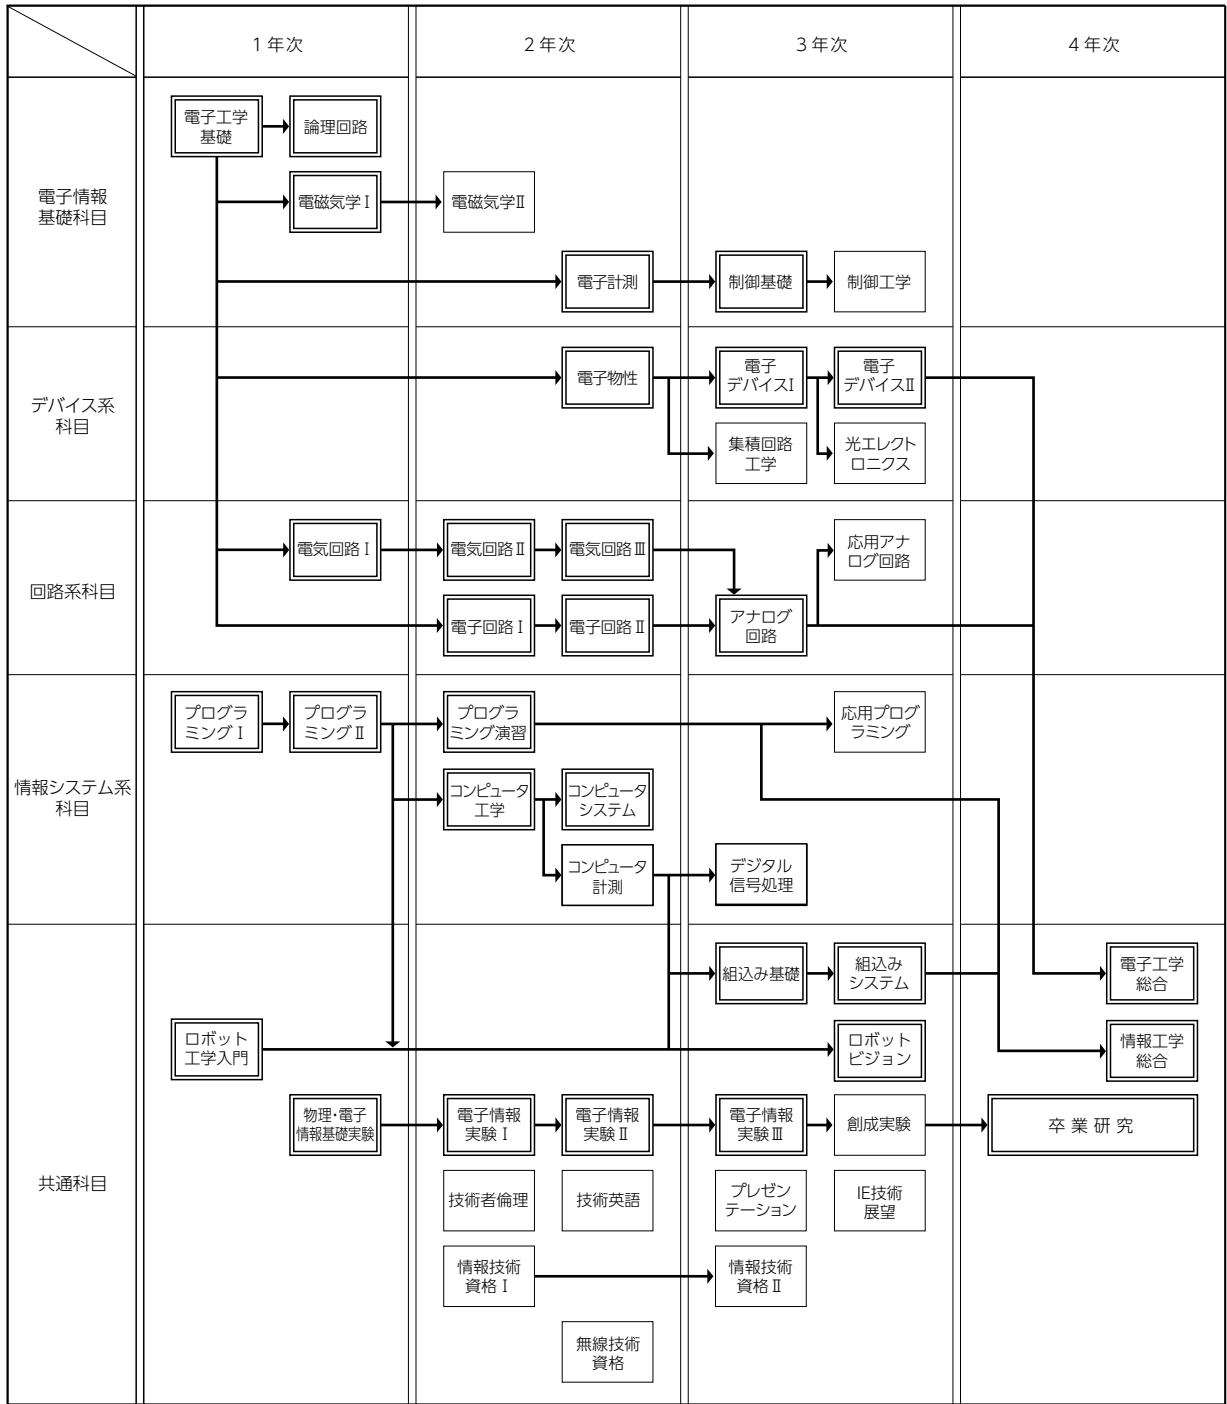 1年次
2年次
3年次
4年次
電子情報
基礎科目
電子工学
基礎
論理回路
電磁気学Ⅰ
電磁気学Ⅱ
電子計測
制御基礎
制御工学
デバイス系
科目
電子物性
電子
デバイスⅠ
電子
デバイスⅡ
集積回路
工学
光エレクト
ロニクス
回路系科目
電気回路Ⅰ
電気回路Ⅱ
電気回路Ⅲ
応用アナ
ログ回路
電子回路Ⅰ
電子回路Ⅱ
アナログ
回路
情報システム系
科目
プログラ
ミングⅠ
プログラ
ミングⅡ
プログラ
ミング演習
応用プログ
ラミング
コンピュータ
工学
コンピュータ
システム
コンピュータ
計測
デジタル
信号処理
共通科目
組込み基礎
組込み
システム
電子工学
総合
ロボット
工学入門
ロボット
ビジョン
情報工学
総合
物理・電子
情報基礎実験
電子情報
実験Ⅰ
電子情報
実験Ⅱ
電子情報
実験Ⅲ
創成実験
卒業研究
技術者倫理
技術英語
プレゼン
テーション
IE技術
展望
情報技術
資格Ⅰ
情報技術
資格Ⅱ
無線技術
資格